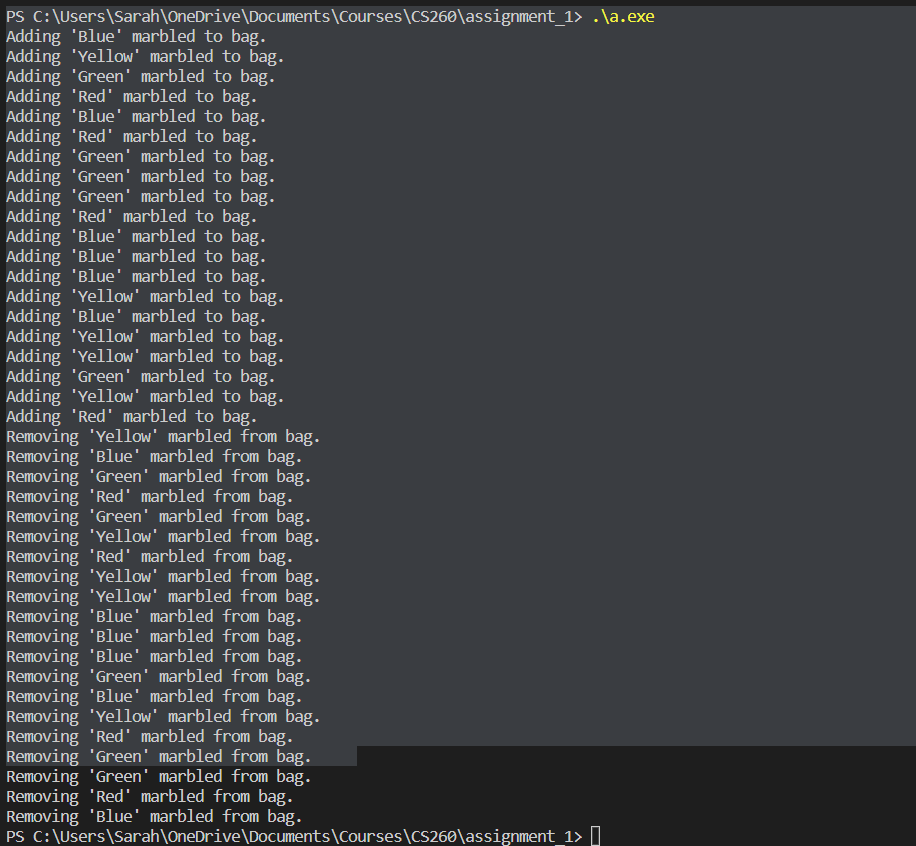 PS C:\Users\Sarah\OneDrive\Documents\Courses\CS260\assignment_1> .\a.exe
Adding 'Blue' marbled to bag.
Adding 'Yellow' marbled to bag.
Adding 'Green' marbled to bag.
Adding 'Red' marbled to bag.
Adding 'Blue' marbled to bag.
Adding 'Red' marbled to bag.
Adding 'Green' marbled to bag.
Adding 'Green' marbled to bag.
Adding 'Green' marbled to bag.
Adding 'Red' marbled to bag.
Adding 'Blue' marbled to bag.
Adding 'Blue' marbled to bag.
Adding 'Blue' marbled to bag.
Adding 'Yellow' marbled to bag.
Adding 'Blue' marbled to bag.
Adding 'Yellow' marbled to bag.
Adding 'Yellow' marbled to bag.
Adding 'Green' marbled to bag.
Adding 'Yellow' marbled to bag.
Adding 'Red' marbled to bag.
Removing 'Yellow' marbled from bag.
Removing 'Blue' marbled from bag.
Removing 'Green' marbled from bag.
Removing 'Red' marbled from bag.
Removing 'Green' marbled from bag.
Removing 'Yellow' marbled from bag.
Removing 'Red' marbled from bag.
Removing 'Yellow' marbled from bag.
Removing 'Yellow' marbled from bag.
Removing 'Blue' marbled from bag.
Removing 'Blue' marbled from bag.
Removing 'Blue' marbled from bag.
Removing 'Green' marbled from bag.
Removing 'Blue' marbled from bag.
Removing 'Yellow' marbled from bag.
Removing 'Red' marbled from bag.
Removing 'Green' marbled from bag.
Removing 'Green' marbled from bag.
Removing 'Red' marbled from bag.
Removing 'Blue' marbled from bag.
PS C:\Users\Sarah\OneDrive\Documents\Courses\CS260\assignment_1>